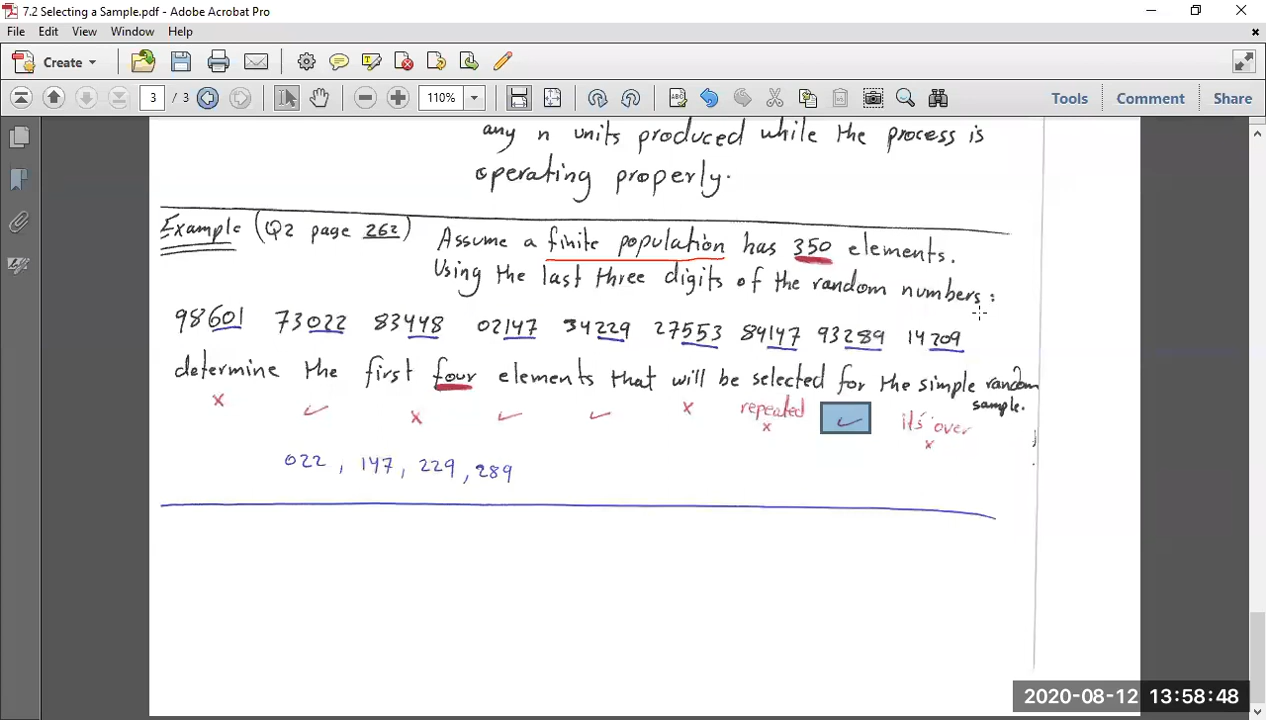 7.2 Selecting a Sample.pdf - Adobe Acrobat Pro
File Edit View Window Help
Create
3 / 3 110% Tools Comment Share
any n units produced while the process is
operating properly.
Example (Q2 page 262) Assume a finite population has 350 elements.
Using the last three digits of the random numbers:
98601 73022 83448 02147 34229 27553 84147 93289 14209
determine the first four elements that will be selected for the simple random
sample.
x ✓ x ✓ ✓ x repeated ✓ it's over
x x
022, 147, 229, 289
2020-08-12 13:58:48